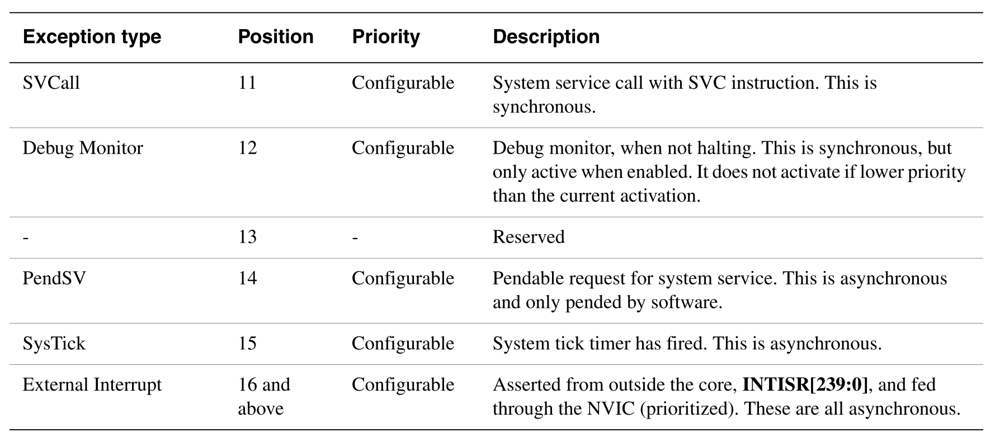 Exception type Position Priority Description
SVCall 11 Configurable System service call with SVC instruction. This is
synchronous.
Debug Monitor 12 Configurable Debug monitor, when not halting. This is synchronous, but
only active when enabled. It does not activate if lower priority
than the current activation.
- 13 - Reserved
PendSV 14 Configurable Pendable request for system service. This is asynchronous
and only pended by software.
SysTick 15 Configurable System tick timer has fired. This is asynchronous.
External Interrupt 16 and Configurable Asserted from outside the core, INTISR[239:0], and fed
above through the NVIC (prioritized). These are all asynchronous.